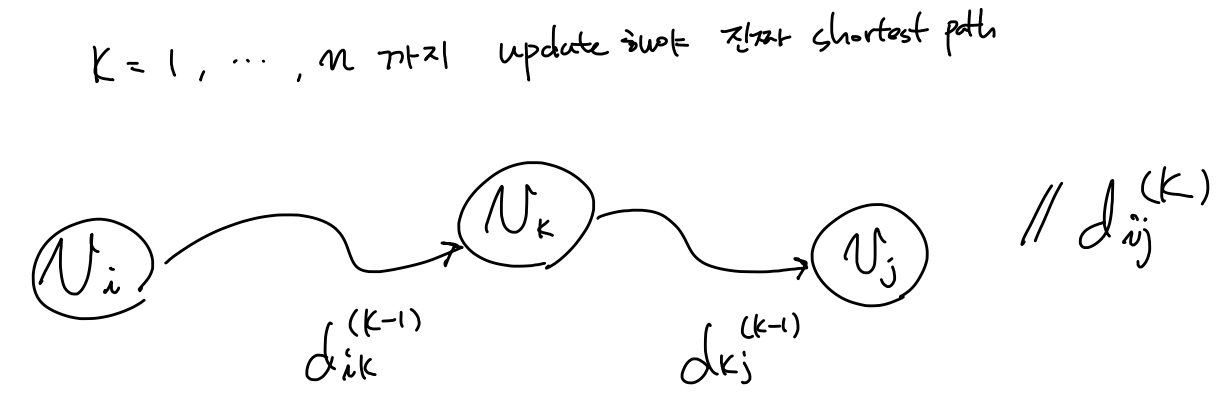 K = 1, ..., n 까지 update 해야 진짜 shortest path
v_i
v_k
v_j
// d_{ij}^{(K)}
d_{ik}^{(K-1)}
d_{kj}^{(K-1)}